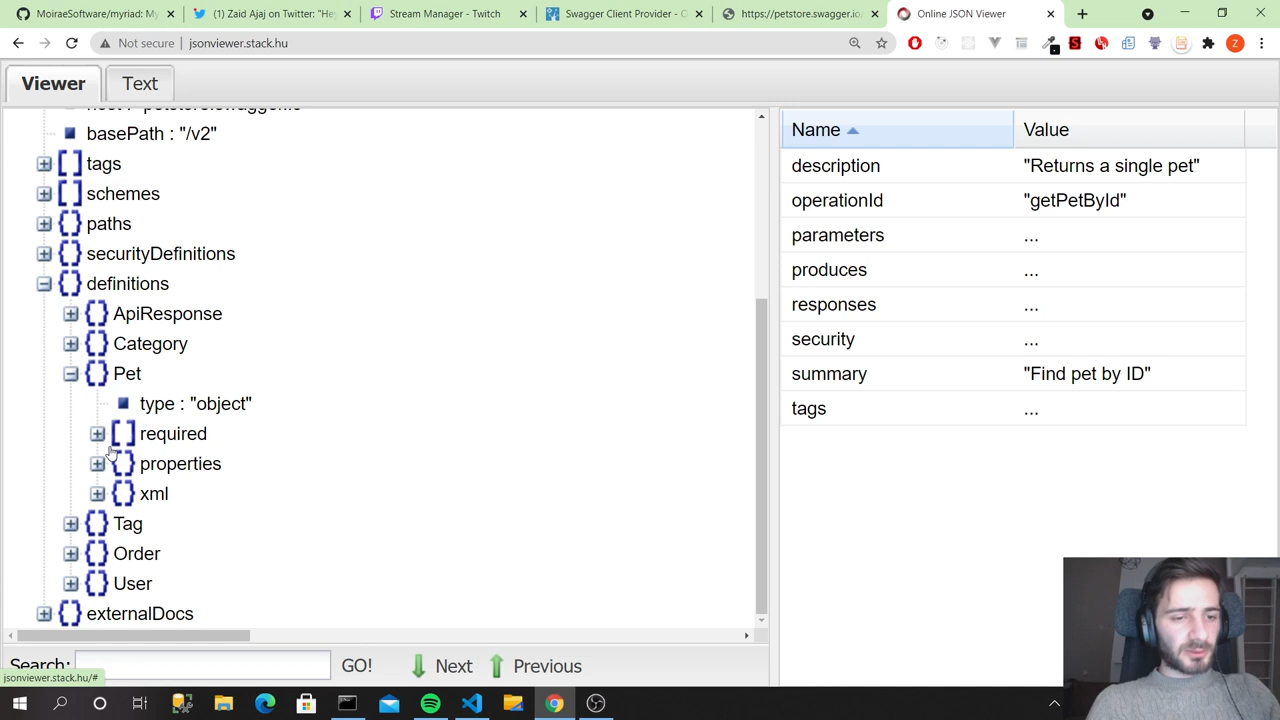 MoiraeSoftware/myriad: My
(1) Zaid Ajaj on Twitter: "He
Stream Manager - Twitch
Swagger Client Provider - O
https://petstore.swagger.io
Online JSON Viewer
Not secure | jsonviewer.stack.hu
Viewer
Text
basePath : "/v2"
tags
schemes
paths
securityDefinitions
definitions
ApiResponse
Category
Pet
type : "object"
required
properties
xml
Tag
Order
User
externalDocs
Search:
GO!
Next
Previous
jsonviewer.stack.hu/#
Name
Value
description
"Returns a single pet"
operationId
"getPetById"
parameters
...
produces
...
responses
...
security
...
summary
"Find pet by ID"
tags
...